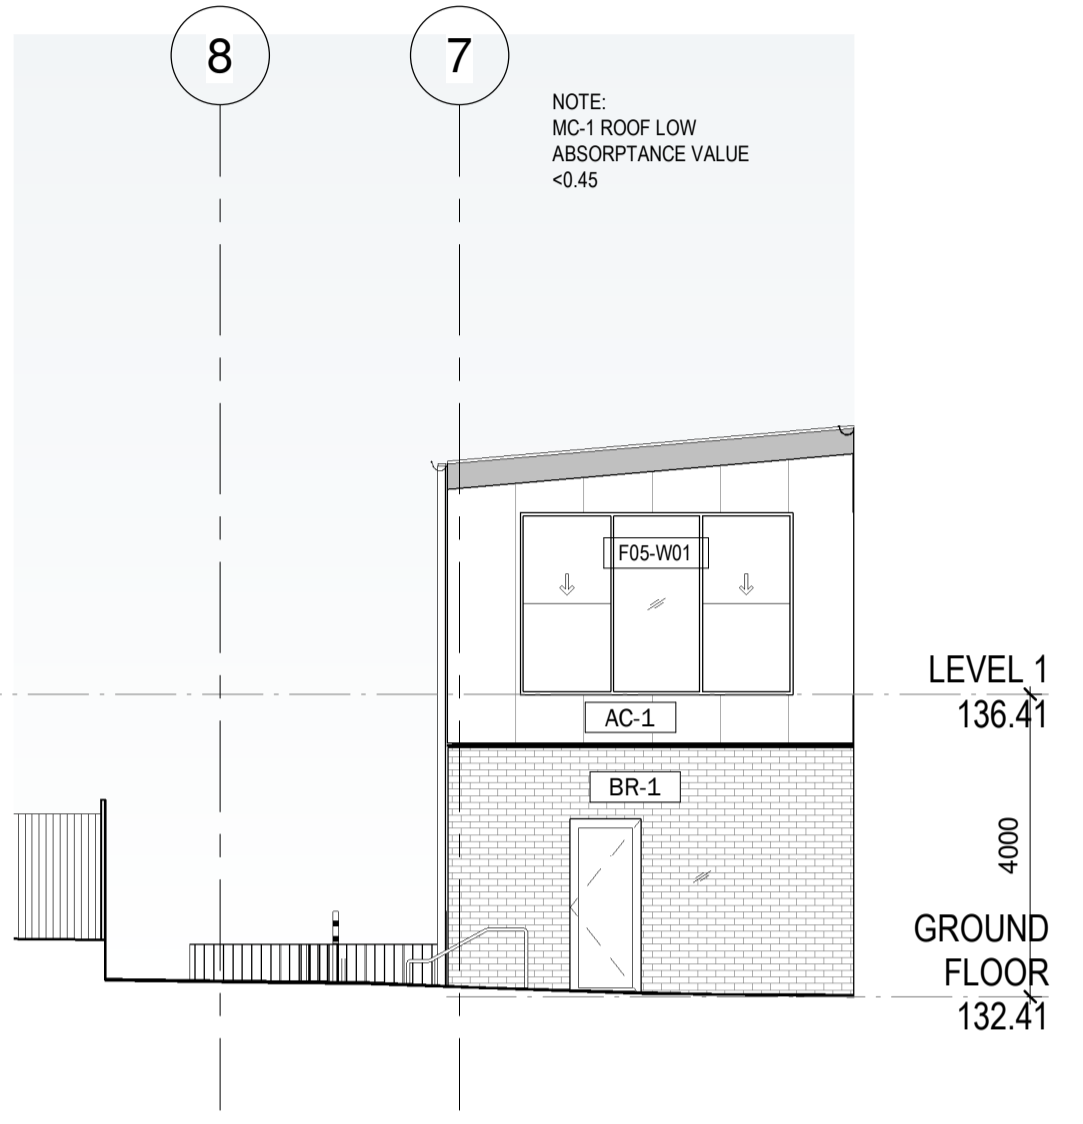 8
7
NOTE:
MC-1 ROOF LOW
ABSORPTANCE VALUE
<0.45
F05-W01
LEVEL 1
136.41
AC-1
BR-1
4000
GROUND
FLOOR
132.41